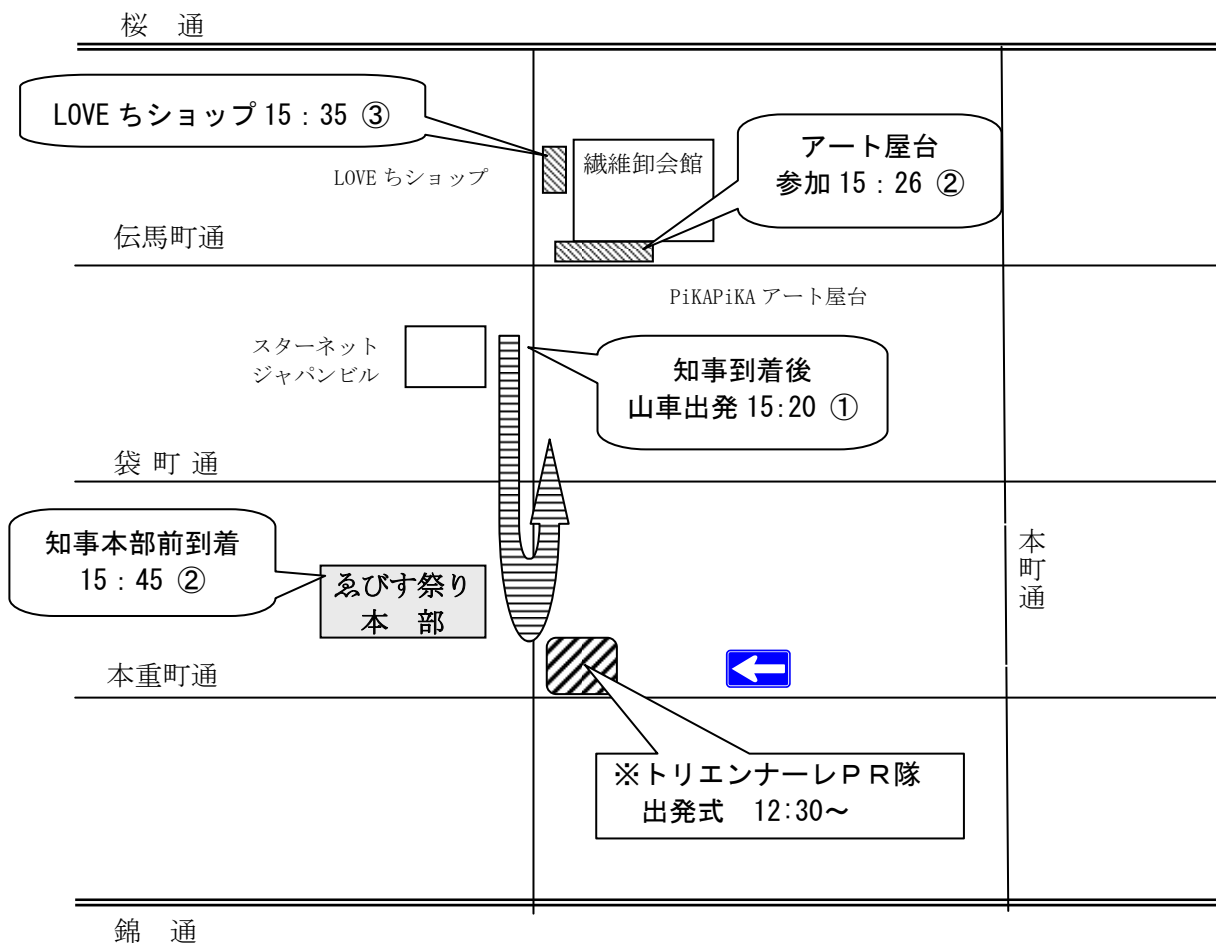 桜　通
LOVE ちショップ 15：35 ③
アート屋台
参加 15：26 ②
繊維卸会館
LOVE ちショップ
伝馬町通
PiKAPiKA アート屋台
スターネット
ジャパンビル
知事到着後
山車出発 15:20 ①
袋 町 通
知事本部前到着
15：45 ②
ゑびす祭り
本　部
本町通
本重町通
※トリエンナーレＰＲ隊
出発式　12:30～
錦　通